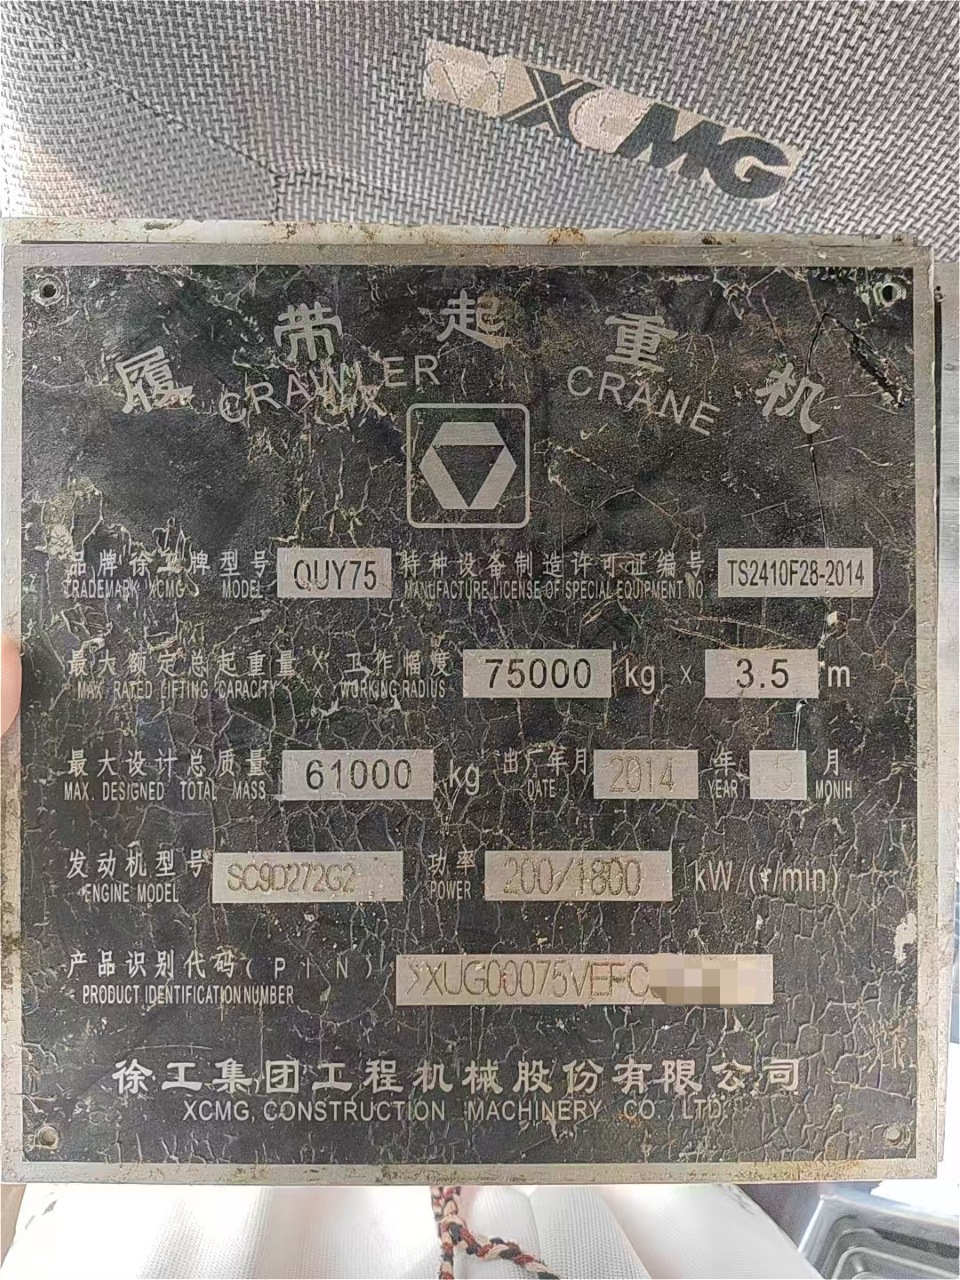 XCMG
履带起重机
CRAWLER CRANE
品牌 徐工牌 型号 QUY75 特种设备制造许可证编号 TS2410F28-2014
TRADEMARK XCMG MODEL MANUFACTURE LICENSE OF SPECIAL EQUIPMENT NO
最大额定总起重量 × 工作幅度 75000 kg × 3.5 m
MAX RATED LIFTING CAPACITY × WORKING RADIUS
最大设计总质量 61000 kg 出厂年月 2014 年 5 月
MAX. DESIGNED TOTAL MASS DATE YEAR MONIH
发动机型号 SC9D272G2 功率 200/1800 kW/(r/min)
ENGINE MODEL POWER
产品识别代码(PIN) XUG00075VEFC
PRODUCT IDENTIFICATION NUMBER
徐工集团工程机械股份有限公司
XCMG CONSTRUCTION MACHINERY CO. LTD.